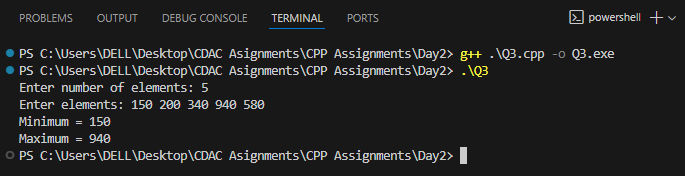 PROBLEMS OUTPUT DEBUG CONSOLE TERMINAL PORTS powershell
PS C:\Users\DELL\Desktop\CDAC Asignments\CPP Assignments\Day2> g++ .\Q3.cpp -o Q3.exe
PS C:\Users\DELL\Desktop\CDAC Asignments\CPP Assignments\Day2> .\Q3
Enter number of elements: 5
Enter elements: 150 200 340 940 580
Minimum = 150
Maximum = 940
PS C:\Users\DELL\Desktop\CDAC Asignments\CPP Assignments\Day2>